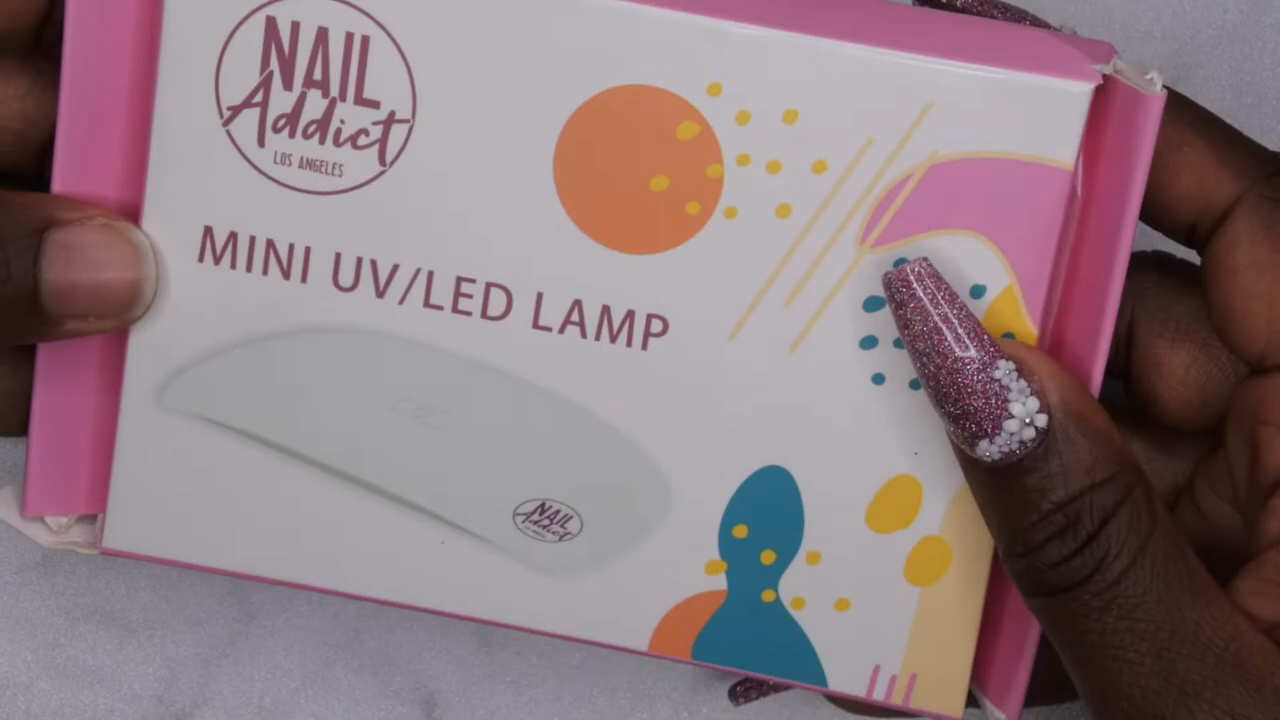 NAIL
Addict
LOS ANGELES
MINI UV/LED LAMP
NAIL
Addict